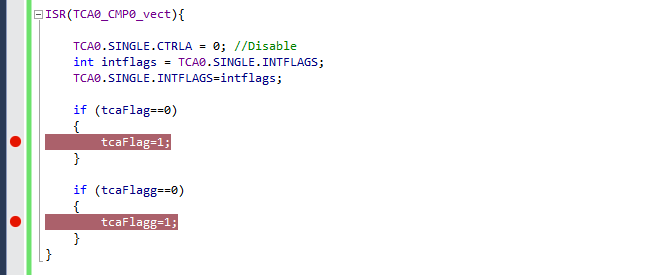 ISR(TCA0_CMP0_vect){
TCA0.SINGLE.CTRLA = 0; //Disable
int intflags = TCA0.SINGLE.INTFLAGS;
TCA0.SINGLE.INTFLAGS=intflags;
if (tcaFlag==0)
{
tcaFlag=1;
}
if (tcaFlagg==0)
{
tcaFlagg=1;
}
}